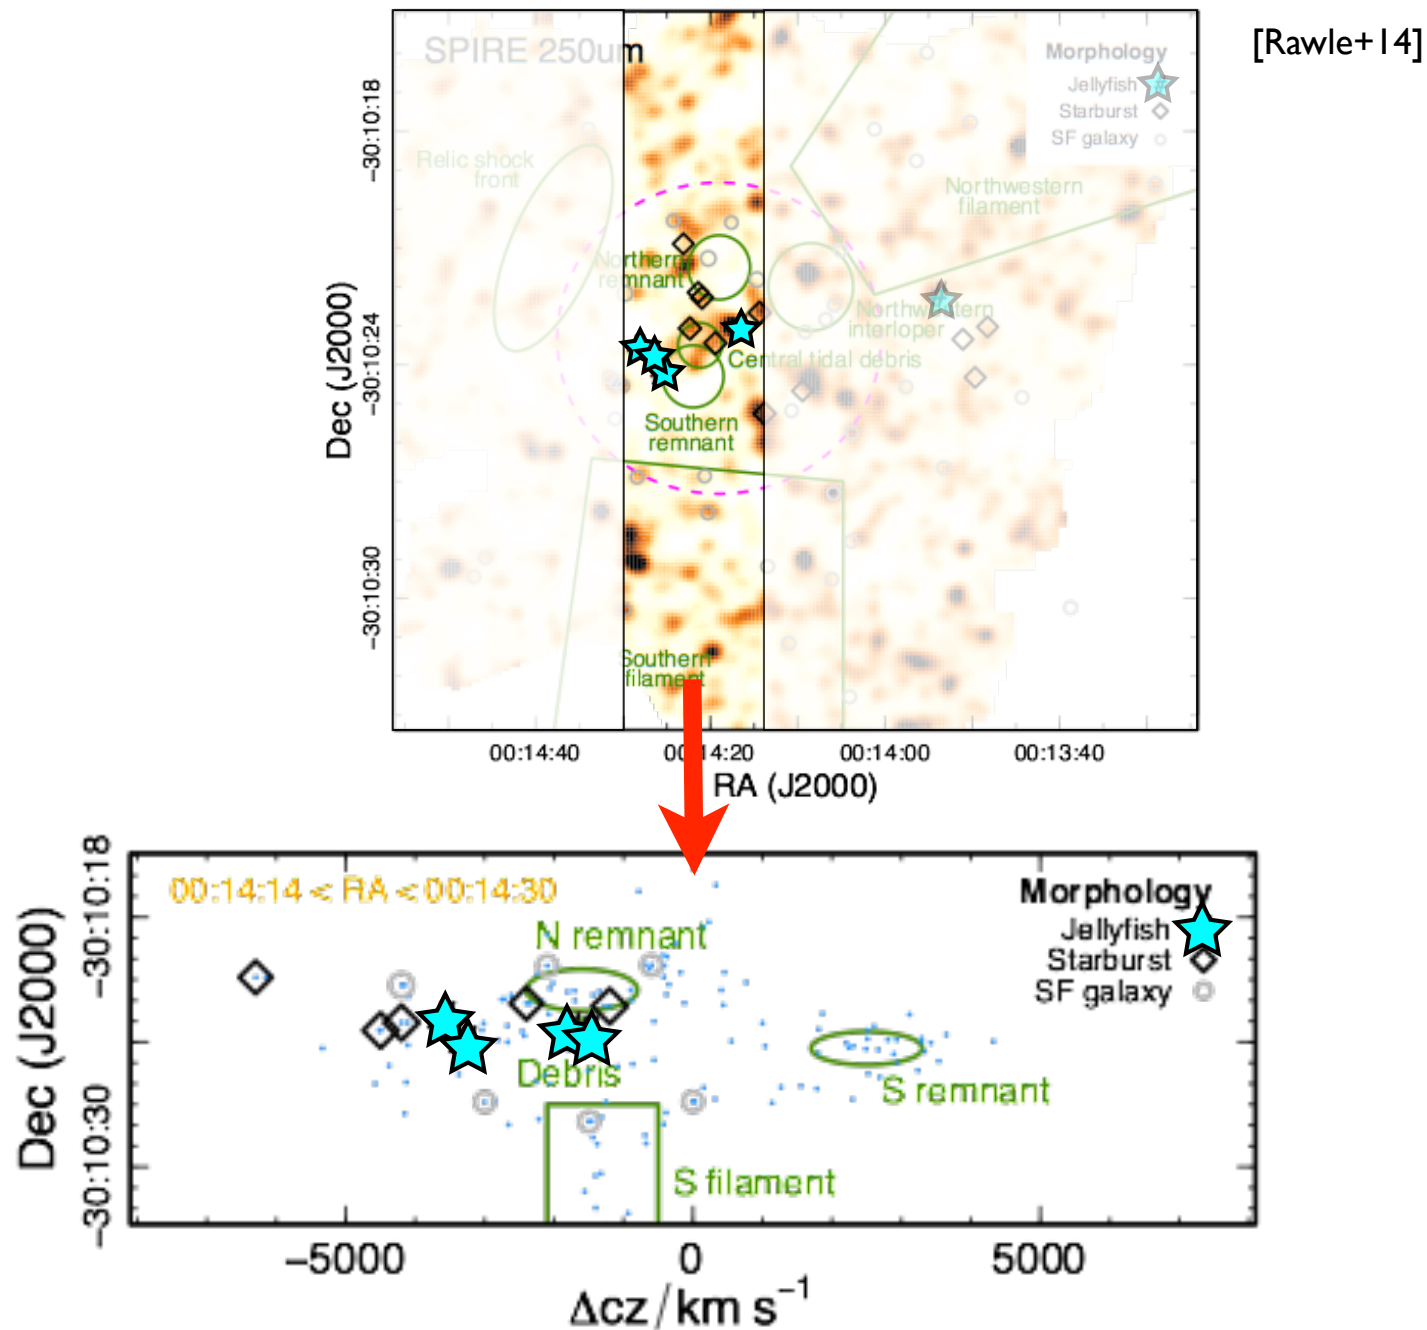 SPIRE 250um
[Rawle+14]
Morphology
Jellyfish
Starburst
SF galaxy
Relic shock
front
Northwestern
filament
Northern
remnant
Northwestern
interloper
Central tidal debris
Southern
remnant
Southern
filament
Dec (J2000)
−30:10:18
−30:10:24
−30:10:30
00:14:40
00:14:20
00:14:00
00:13:40
RA (J2000)
00:14:14 < RA < 00:14:30
Morphology
Jellyfish
Starburst
SF galaxy
N remnant
Debris
S remnant
S filament
Dec (J2000)
−30:10:18
−30:10:30
−5000
0
5000
Δcz / km s⁻¹